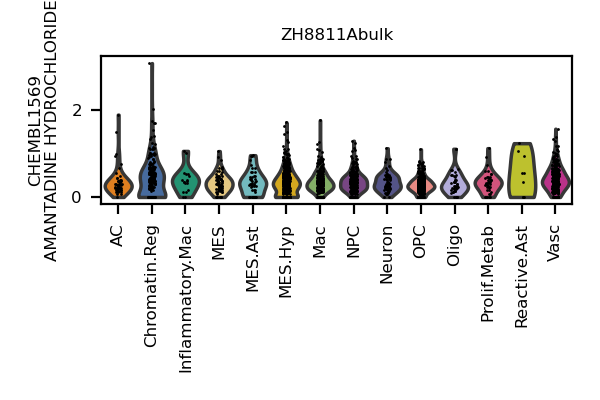 ZH8811Abulk
CHEMBL1569
AMANTADINE HYDROCHLORIDE
2
0
AC
Chromatin.Reg
Inflammatory.Mac
MES
MES.Ast
MES.Hyp
Mac
NPC
Neuron
OPC
Oligo
Prolif.Metab
Reactive.Ast
Vasc